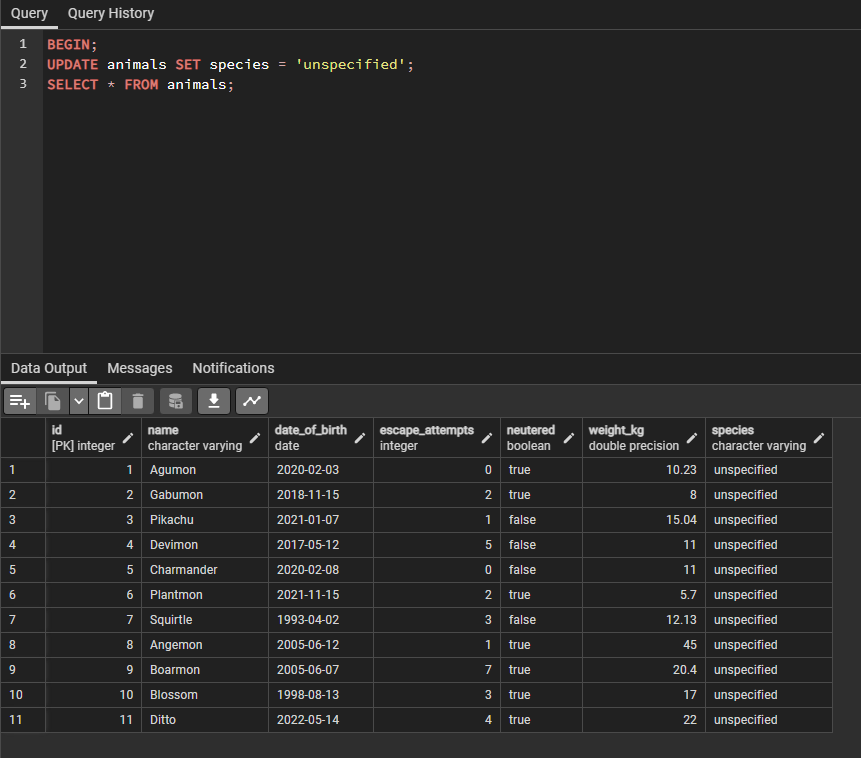 Query Query History
1 BEGIN;
2 UPDATE animals SET species = 'unspecified';
3 SELECT * FROM animals;
Data Output Messages Notifications
id name date_of_birth escape_attempts neutered weight_kg species
[PK] integer character varying date integer boolean double precision character varying
1 1 Agumon 2020-02-03 0 true 10.23 unspecified
2 2 Gabumon 2018-11-15 2 true 8 unspecified
3 3 Pikachu 2021-01-07 1 false 15.04 unspecified
4 4 Devimon 2017-05-12 5 false 11 unspecified
5 5 Charmander 2020-02-08 0 false 11 unspecified
6 6 Plantmon 2021-11-15 2 true 5.7 unspecified
7 7 Squirtle 1993-04-02 3 false 12.13 unspecified
8 8 Angemon 2005-06-12 1 true 45 unspecified
9 9 Boarmon 2005-06-07 7 true 20.4 unspecified
10 10 Blossom 1998-08-13 3 true 17 unspecified
11 11 Ditto 2022-05-14 4 true 22 unspecified